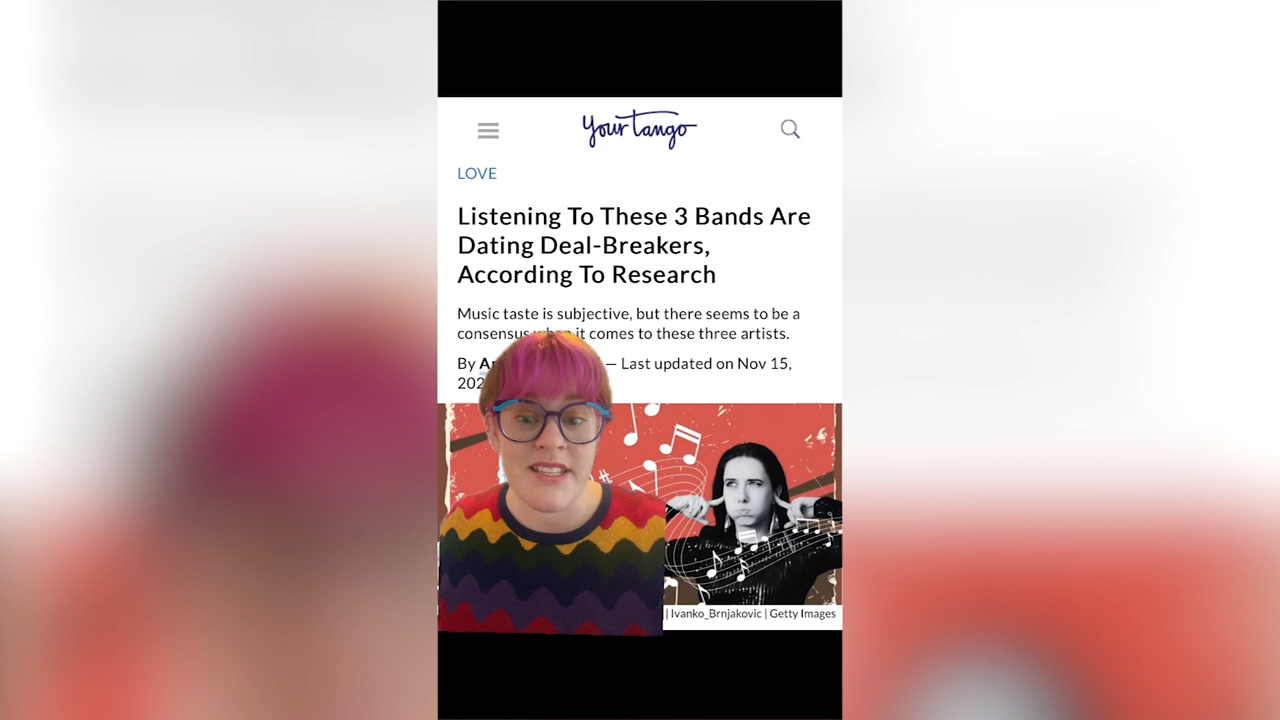 yourtango
LOVE
Listening To These 3 Bands Are
Dating Deal-Breakers,
According To Research
Music taste is subjective, but there seems to be a
consensus when it comes to these three artists.
By — Last updated on Nov 15,
| Ivanko_Brnjakovic | Getty Images